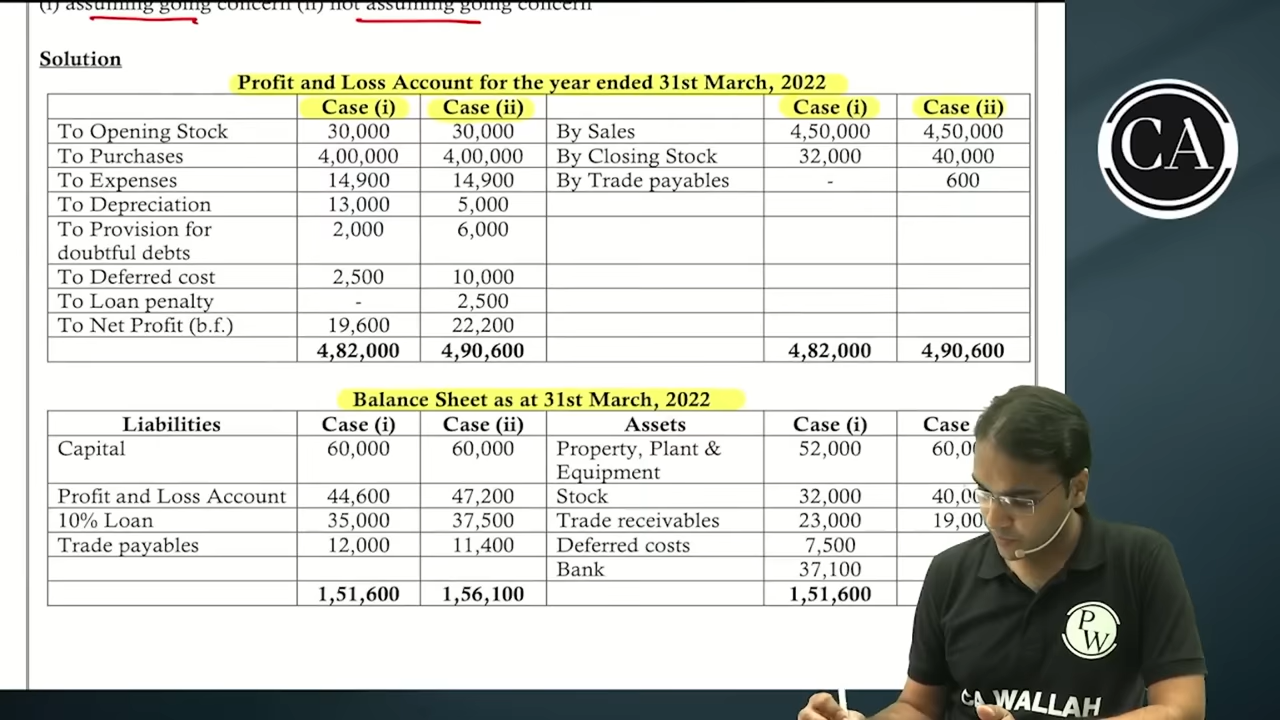 (i) assuming going concern (ii) not assuming going concern
Solution
Profit and Loss Account for the year ended 31st March, 2022
Case (i) Case (ii) Case (i) Case (ii)
To Opening Stock 30,000 30,000 By Sales 4,50,000 4,50,000
To Purchases 4,00,000 4,00,000 By Closing Stock 32,000 40,000
To Expenses 14,900 14,900 By Trade payables - 600
To Depreciation 13,000 5,000
To Provision for doubtful debts 2,000 6,000
To Deferred cost 2,500 10,000
To Loan penalty - 2,500
To Net Profit (b.f.) 19,600 22,200
4,82,000 4,90,600 4,82,000 4,90,600
Balance Sheet as at 31st March, 2022
Liabilities Case (i) Case (ii) Assets Case (i) Case
Capital 60,000 60,000 Property, Plant & Equipment 52,000 60,0
Profit and Loss Account 44,600 47,200 Stock 32,000 40,0
10% Loan 35,000 37,500 Trade receivables 23,000 19,00
Trade payables 12,000 11,400 Deferred costs 7,500
Bank 37,100
1,51,600 1,56,100 1,51,600
CA
P
W
CA WALLAH